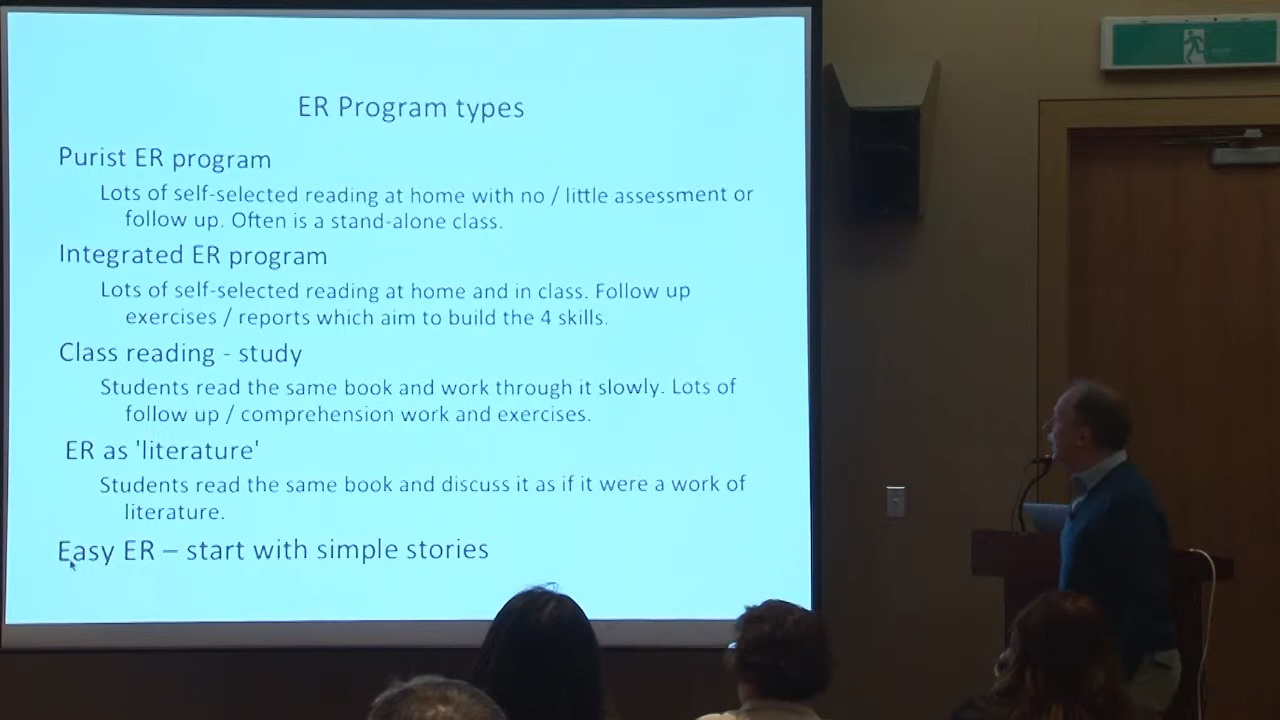 ER Program types
Purist ER program
Lots of self-selected reading at home with no / little assessment or
follow up. Often is a stand-alone class.
Integrated ER program
Lots of self-selected reading at home and in class. Follow up
exercises / reports which aim to build the 4 skills.
Class reading - study
Students read the same book and work through it slowly. Lots of
follow up / comprehension work and exercises.
ER as 'literature'
Students read the same book and discuss it as if it were a work of
literature.
Easy ER – start with simple stories